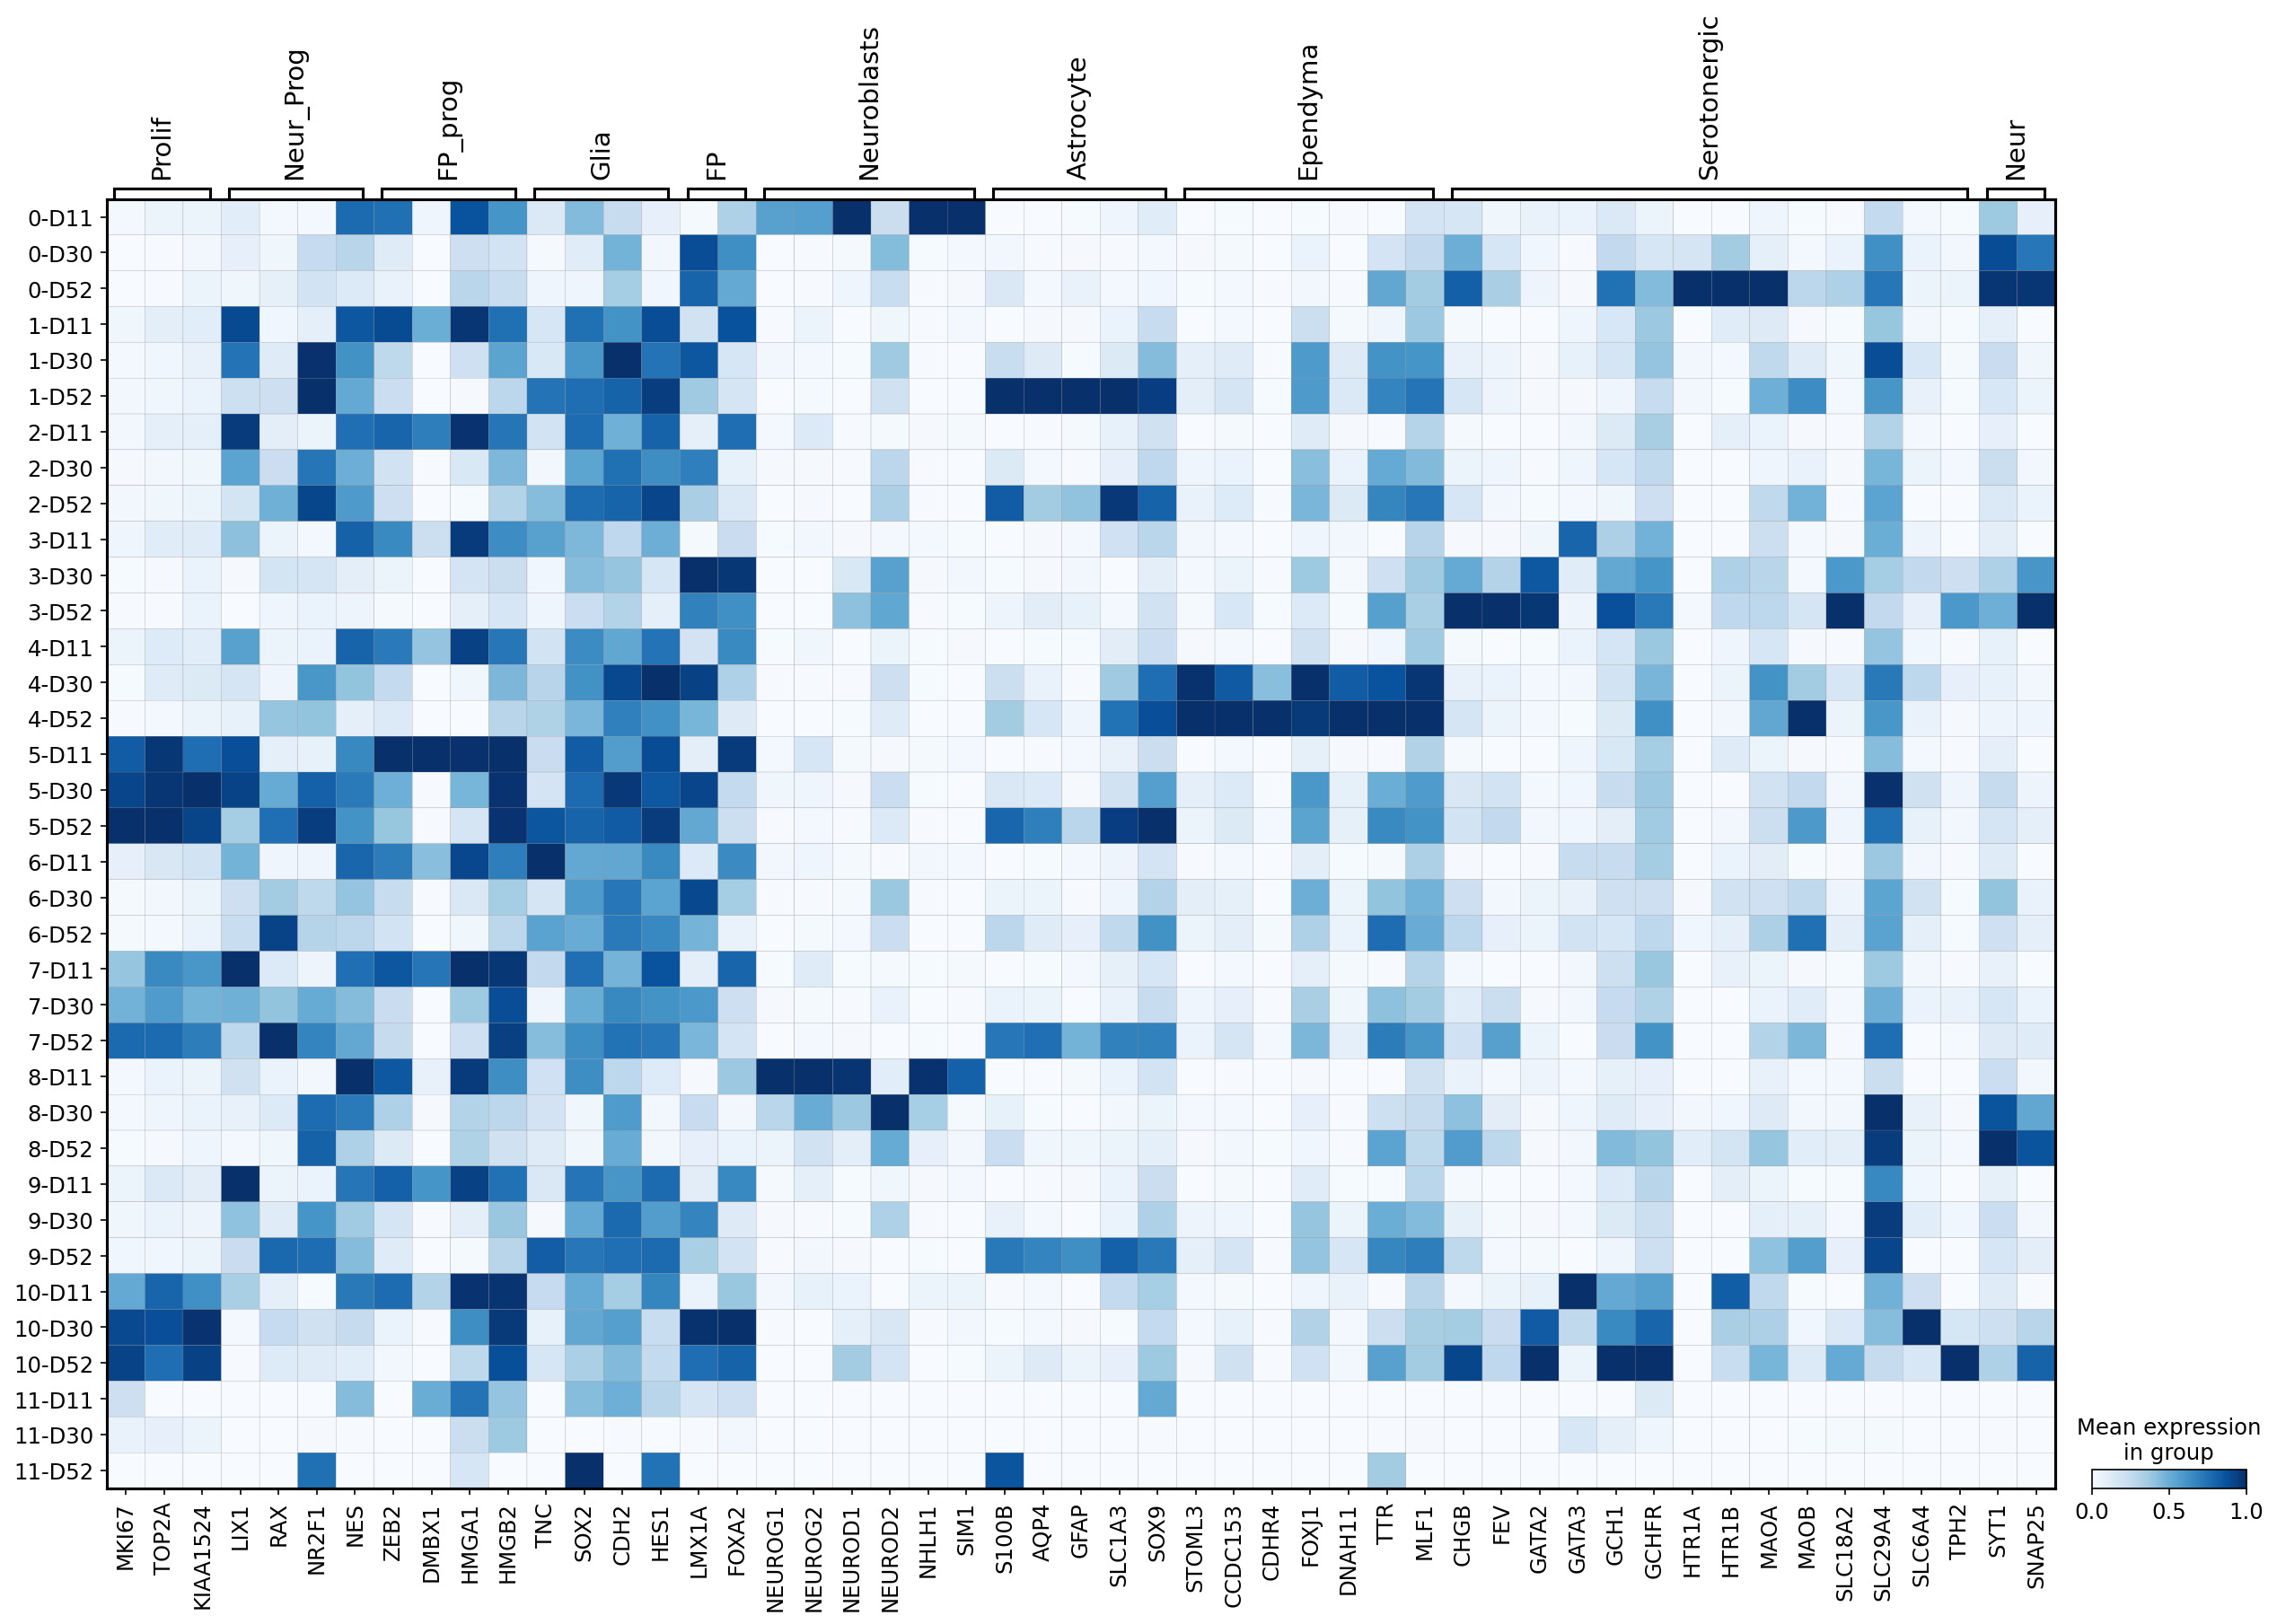 Prolif
Neur_Prog
FP_prog
Glia
FP
Neuroblasts
Astrocyte
Ependyma
Serotonergic
Neur
0-D11
0-D30
0-D52
1-D11
1-D30
1-D52
2-D11
2-D30
2-D52
3-D11
3-D30
3-D52
4-D11
4-D30
4-D52
5-D11
5-D30
5-D52
6-D11
6-D30
6-D52
7-D11
7-D30
7-D52
8-D11
8-D30
8-D52
9-D11
9-D30
9-D52
10-D11
10-D30
10-D52
11-D11
11-D30
11-D52
MKI67
TOP2A
KIAA1524
LIX1
RAX
NR2F1
NES
ZEB2
DMBX1
HMGA1
HMGB2
TNC
SOX2
CDH2
HES1
LMX1A
FOXA2
NEUROG1
NEUROG2
NEUROD1
NEUROD2
NHLH1
SIM1
S100B
AQP4
GFAP
SLC1A3
SOX9
STOML3
CCDC153
CDHR4
FOXJ1
DNAH11
TTR
MLF1
CHGB
FEV
GATA2
GATA3
GCH1
GCHFR
HTR1A
HTR1B
MAOA
MAOB
SLC18A2
SLC29A4
SLC6A4
TPH2
SYT1
SNAP25
Mean expression
in group
0.0 0.5 1.0